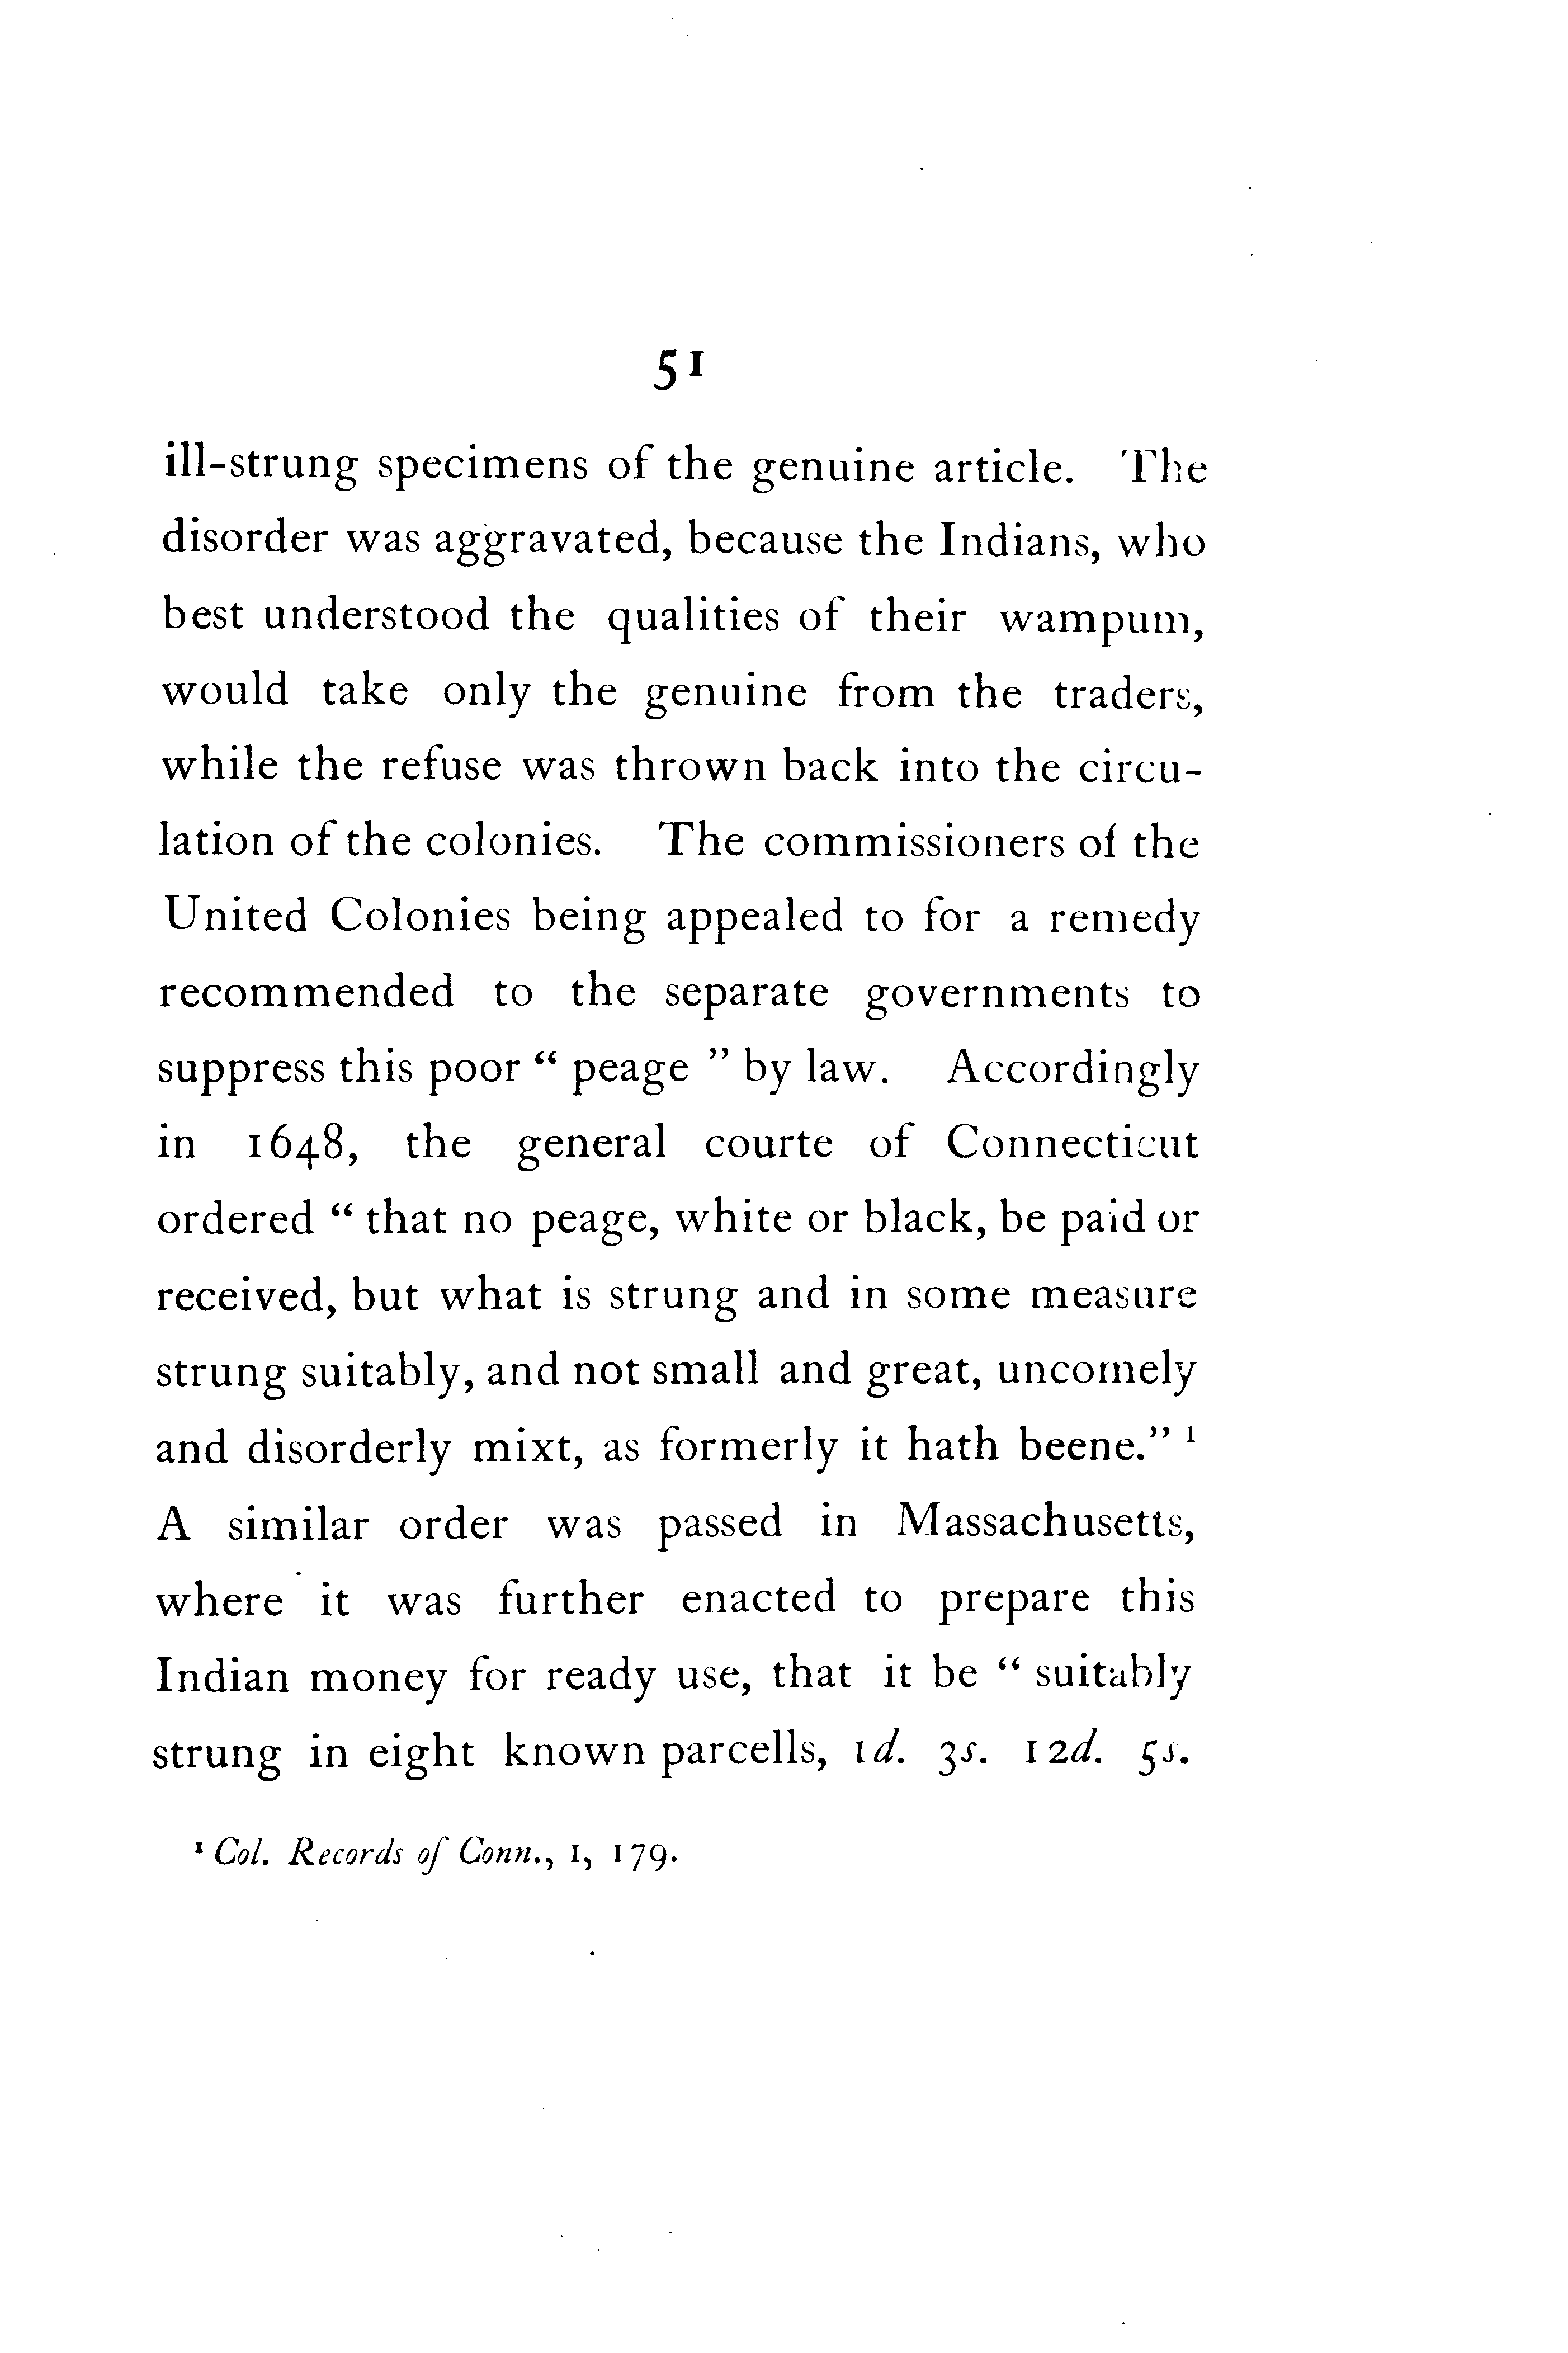 51
ill-strung specimens of the genuine article. The
disorder was aggravated, because the Indians, who
best understood the qualities of their wampum,
would take only the genuine from the traders,
while the refuse was thrown back into the circu-
lation of the colonies. The commissioners of the
United Colonies being appealed to for a remedy
recommended to the separate governments to
suppress this poor “ peage ” by law. Accordingly
in 1648, the general courte of Connecticut
ordered “ that no peage, white or black, be paid or
received, but what is strung and in some measure
strung suitably, and not small and great, uncomely
and disorderly mixt, as formerly it hath beene.” ¹
A similar order was passed in Massachusetts,
where it was further enacted to prepare this
Indian money for ready use, that it be “ suitably
strung in eight known parcells, 1d. 3s. 12d. 5s.
¹ Col. Records of Conn., 1, 179.